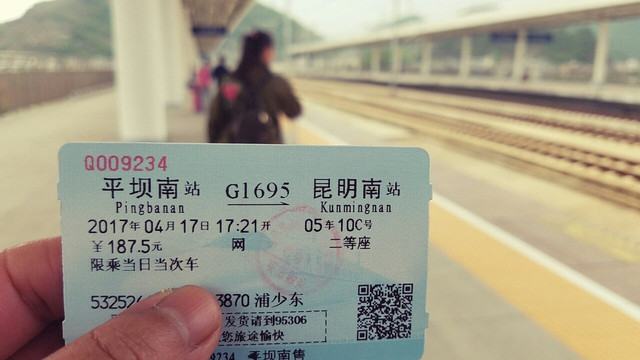 Q009234
平坝南站 G1695 昆明南站
Pingbanan Kunmingnan
2017年04月17日 17:21开 05车10C号
￥187.5元 网 二等座
限乘当日当次车
53252 3870 浦少东
发货请到95306
您旅途愉快
9234 平坝南售